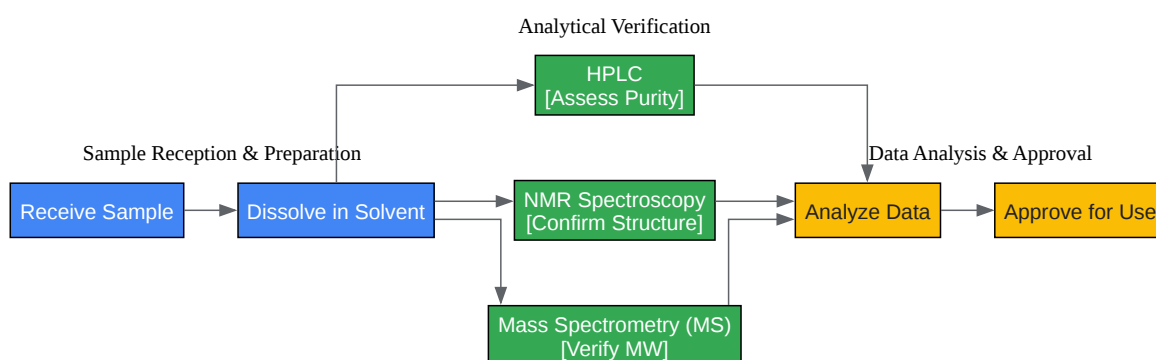 Analytical Verification
HPLC
[Assess Purity]
Sample Reception & Preparation
Data Analysis & Approval
Receive Sample
Dissolve in Solvent
NMR Spectroscopy
[Confirm Structure]
Analyze Data
Approve for Use
Mass Spectrometry (MS)
[Verify MW]